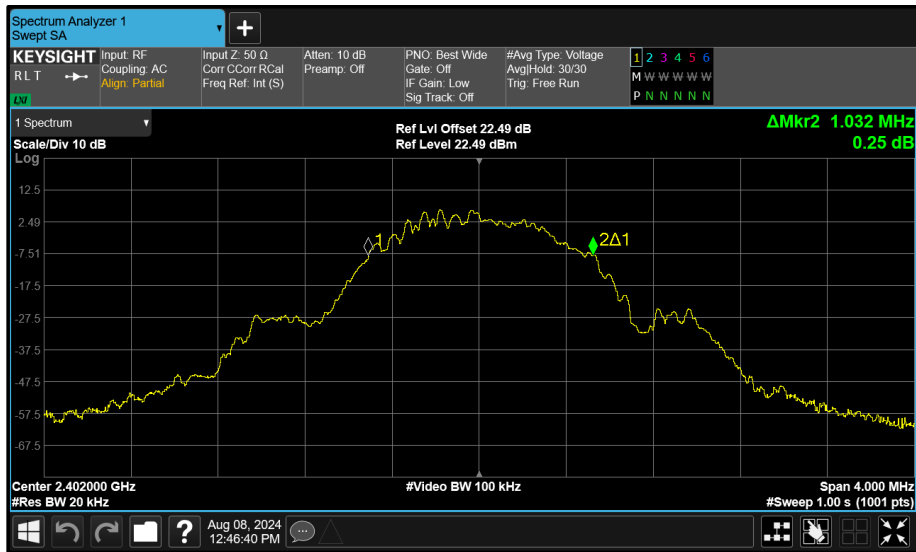 Spectrum Analyzer 1
Swept SA
+
KEYSIGHT Input: RF Input Z: 50 Ω Atten: 10 dB PNO: Best Wide #Avg Type: Voltage 1 2 3 4 5 6
RLT Coupling: AC Corr CCorr RCal Preamp: Off Gate: Off Avg|Hold: 30/30 M W W W W W
Align: Partial Freq Ref: Int (S) IF Gain: Low Trig: Free Run
LXI Sig Track: Off P N N N N N
1 Spectrum Ref Lvl Offset 22.49 dB ΔMkr2 1.032 MHz
Scale/Div 10 dB Ref Level 22.49 dBm 0.25 dB
Log
12.5
2.49
1 2Δ1
-7.51
-17.5
-27.5
-37.5
-47.5
-57.5
-67.5
Center 2.402000 GHz #Video BW 100 kHz Span 4.000 MHz
#Res BW 20 kHz #Sweep 1.00 s (1001 pts)
? Aug 08, 2024
12:46:40 PM